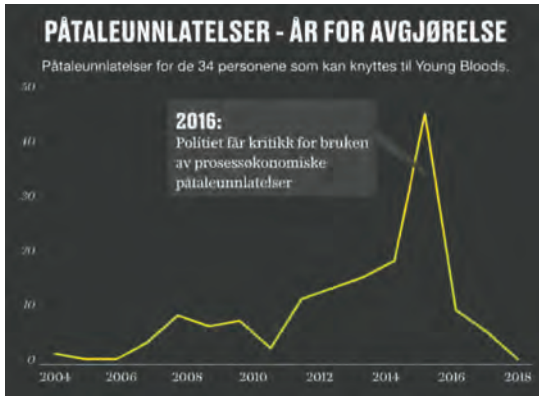 PÅTALEUNNLATELSER - ÅR FOR AVGJØRELSE
Påtaleunnlatelser for de 34 personene som kan knyttes til Young Bloods.
50
2016:
Politiet får kritikk for bruken
40
av prosessøkonomiske
påtaleunnlatelser
30
20
10
0
2004 2006 2008 2010 2012 2014 2016 2018